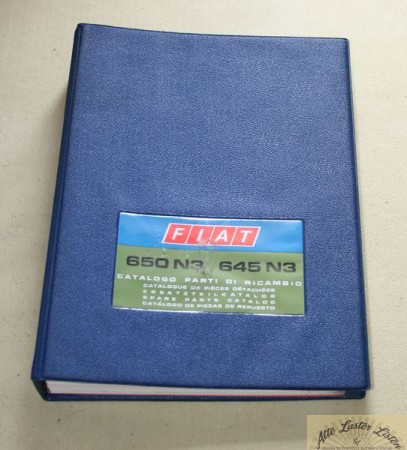 FIAT
650 N3, 645 N3
CATALOGO PARTI DI RICAMBIO
CATALOGUE DE PIÈCES DÉTACHÉES
ERSATZTEILKATALOG
SPARE PARTS CATALOG
CATÁLOGO DE PIEZAS DE REPUESTO
Alte Laster Listen